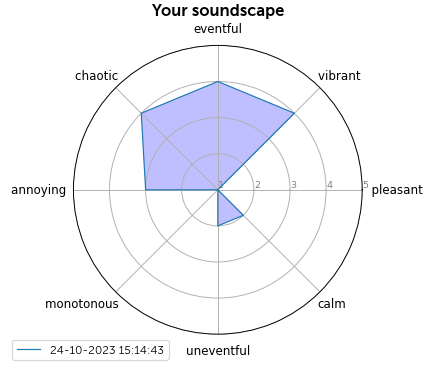 Your soundscape
eventful
chaotic
vibrant
annoying
1
2
3
4
5
pleasant
monotonous
calm
24-10-2023 15:14:43
uneventful